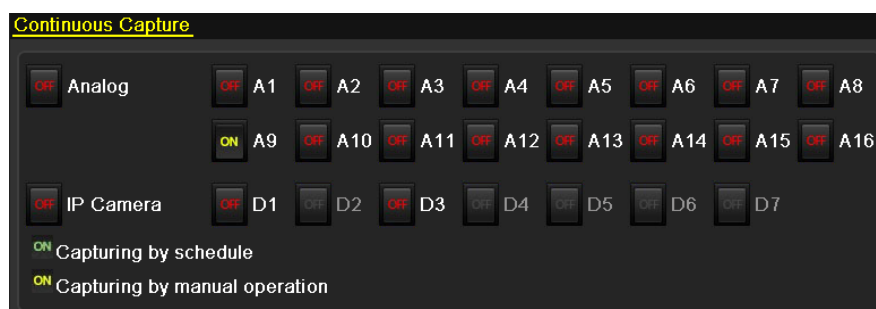 Continuous Capture
OFF Analog OFF A1 OFF A2 OFF A3 OFF A4 OFF A5 OFF A6 OFF A7 OFF A8
ON A9 OFF A10 OFF A11 OFF A12 OFF A13 OFF A14 OFF A15 OFF A16
OFF IP Camera OFF D1 OFF D2 OFF D3 OFF D4 OFF D5 OFF D6 OFF D7
ON Capturing by schedule
ON Capturing by manual operation